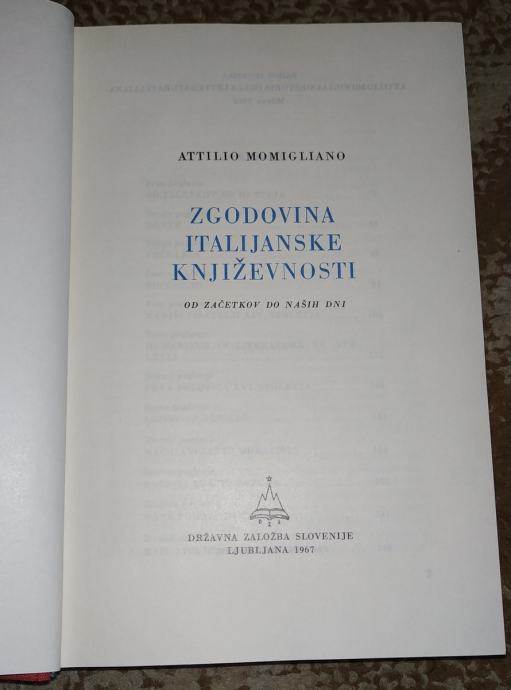 ATTILIO MOMIGLIANO
ZGODOVINA
ITALIJANSKE
KNJIŽEVNOSTI
OD ZAČETKOV DO NAŠIH DNI
D Z S
DRŽAVNA ZALOŽBA SLOVENIJE
LJUBLJANA 1967